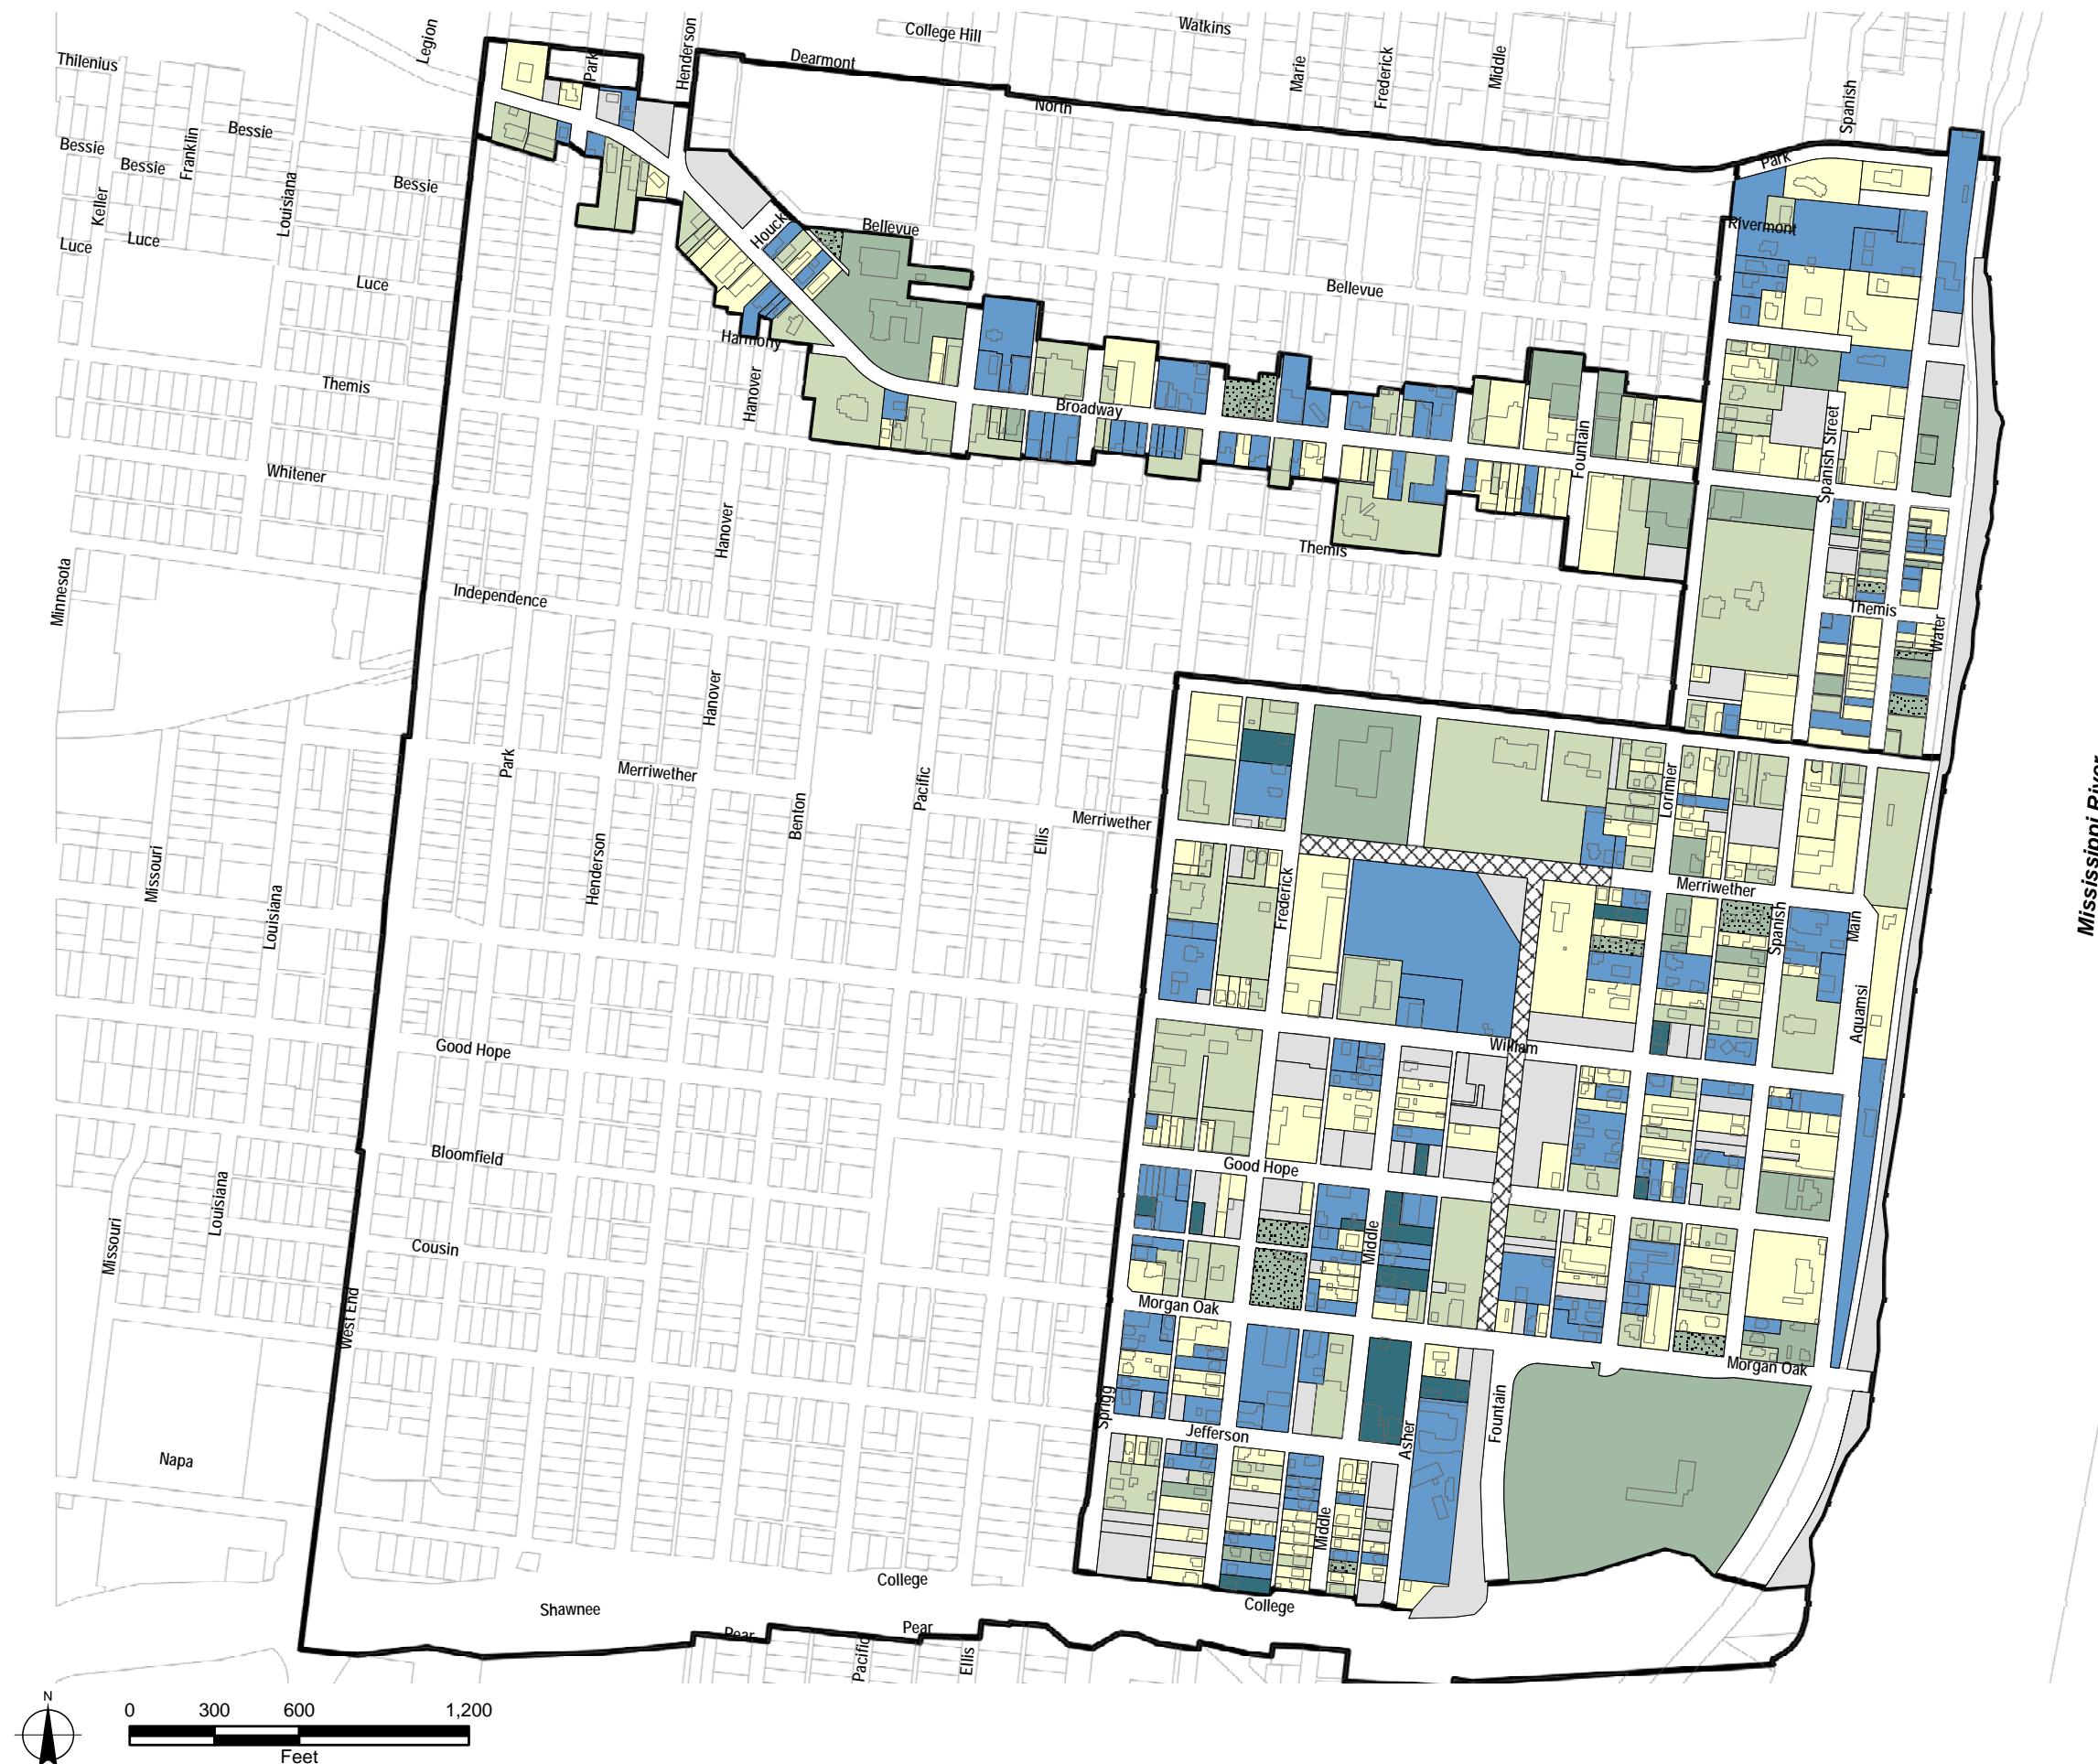 Legion
Henderson
College Hill
Watkins
Thilenius
Park
Dearmont
Marie
Frederick
Middle
Spanish
North
Bessie
Bessie
Bessie
Franklin
Bessie
Park
Keller
Louisiana
Houck
Bellevue
Rivermont
Luce
Luce
Luce
Bellevue
Harmony
Hanover
Themis
Broadway
Fountain
Spanish Street
Whitener
Hanover
Themis
Minnesota
Independence
Themis
Water
Hanover
Park
Merriwether
Pacific
Lorimier
Benton
Merriwether
Ellis
Mississippi River
Missouri
Henderson
Louisiana
Frederick
Merriwether
Spanish
Main
Aquamsi
Good Hope
William
Bloomfield
Good Hope
Louisiana
Missouri
Cousin
Middle
West End
Morgan Oak
Morgan Oak
Sprigg
Jefferson
Asher
Fountain
Napa
Middle
College
College
Shawnee
Pear
Pear
Pacific
Ellis
N
0 300 600 1,200
Feet